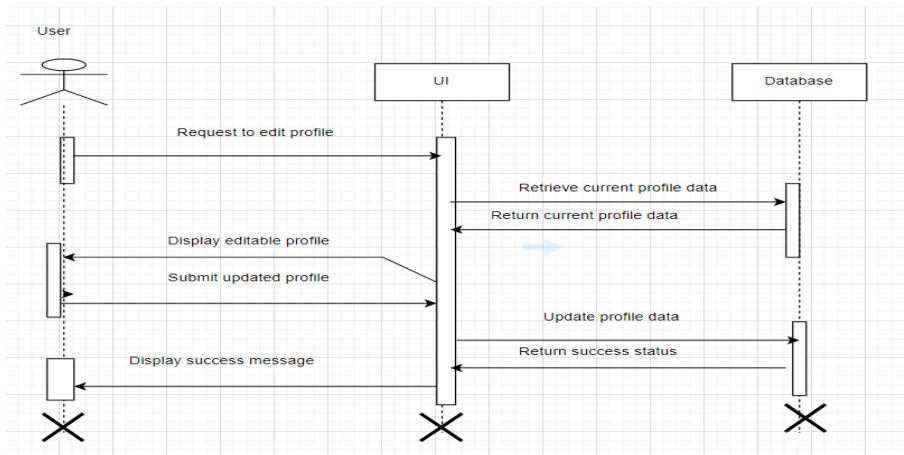 User
UI
Database
Request to edit profile
Retrieve current profile data
Return current profile data
Display editable profile
Submit updated profile
Update profile data
Return success status
Display success message